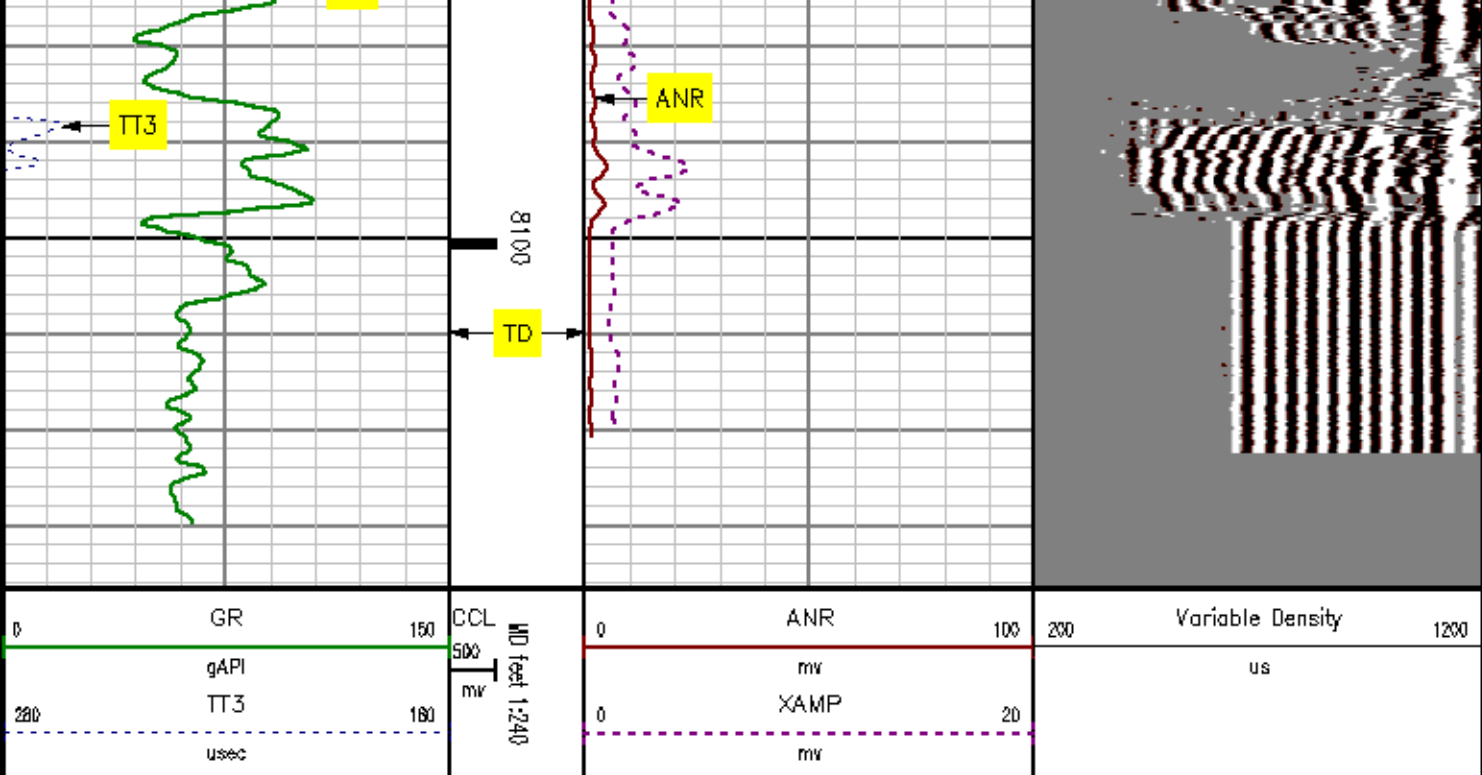 TT3
ANR
8100
TD
GR
0 150
gAPI
TT3
280 180
usec
CCL
500
mv
MD feet 1:240
ANR
0 100
mv
XAMP
0 20
mv
Variable Density
200 1200
us